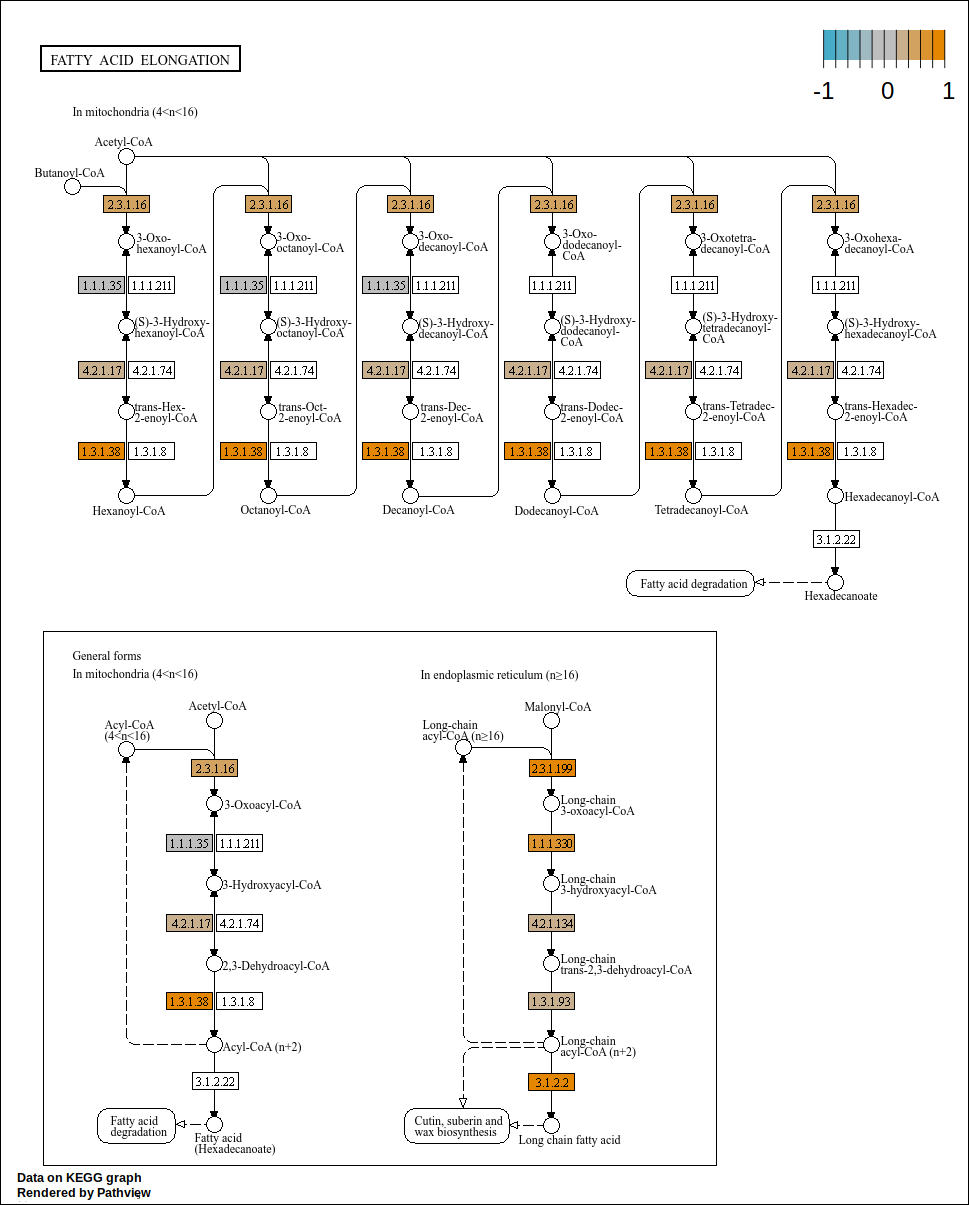 FATTY ACID ELONGATION
-1 0 1
In mitochondria (4<n<16)
Acetyl-CoA
Butanoyl-CoA
2.3.1.16 2.3.1.16 2.3.1.16 2.3.1.16 2.3.1.16 2.3.1.16
3-Oxo-
hexanoyl-CoA
3-Oxo-
octanoyl-CoA
3-Oxo-
decanoyl-CoA
3-Oxo-
dodecanoyl-
CoA
3-Oxotetra-
decanoyl-CoA
3-Oxohexa-
decanoyl-CoA
1.1.1.35 1.1.1.211 1.1.1.35 1.1.1.211 1.1.1.35 1.1.1.211 1.1.1.211 1.1.1.211 1.1.1.211
(S)-3-Hydroxy-
hexanoyl-CoA
(S)-3-Hydroxy-
octanoyl-CoA
(S)-3-Hydroxy-
decanoyl-CoA
(S)-3-Hydroxy-
dodecanoyl-
CoA
(S)-3-Hydroxy-
tetradecanoyl-
CoA
(S)-3-Hydroxy-
hexadecanoyl-CoA
4.2.1.17 4.2.1.74 4.2.1.17 4.2.1.74 4.2.1.17 4.2.1.74 4.2.1.17 4.2.1.74 4.2.1.17 4.2.1.74 4.2.1.17 4.2.1.74
trans-Hex-
2-enoyl-CoA
trans-Oct-
2-enoyl-CoA
trans-Dec-
2-enoyl-CoA
trans-Dodec-
2-enoyl-CoA
trans-Tetradec-
2-enoyl-CoA
trans-Hexadec-
2-enoyl-CoA
1.3.1.38 1.3.1.8 1.3.1.38 1.3.1.8 1.3.1.38 1.3.1.8 1.3.1.38 1.3.1.8 1.3.1.38 1.3.1.8 1.3.1.38 1.3.1.8
Hexanoyl-CoA Octanoyl-CoA Decanoyl-CoA Dodecanoyl-CoA Tetradecanoyl-CoA Hexadecanoyl-CoA
3.1.2.22
Fatty acid degradation
Hexadecanoate
General forms
In mitochondria (4<n<16)
Acetyl-CoA
Acyl-CoA
(4<n<16)
2.3.1.16
3-Oxoacyl-CoA
1.1.1.35 1.1.1.211
3-Hydroxyacyl-CoA
4.2.1.17 4.2.1.74
2,3-Dehydroacyl-CoA
1.3.1.38 1.3.1.8
Acyl-CoA (n+2)
3.1.2.22
Fatty acid
degradation
Fatty acid
(Hexadecanoate)
In endoplasmic reticulum (n≥16)
Malonyl-CoA
Long-chain
acyl-CoA (n≥16)
2.3.1.199
Long-chain
3-oxoacyl-CoA
1.1.1.330
Long-chain
3-hydroxyacyl-CoA
4.2.1.134
Long-chain
trans-2,3-dehydroacyl-CoA
1.3.1.93
Long-chain
acyl-CoA (n+2)
3.1.2.2
Cutin, suberin and
wax biosynthesis
Long chain fatty acid
Data on KEGG graph
Rendered by Pathview